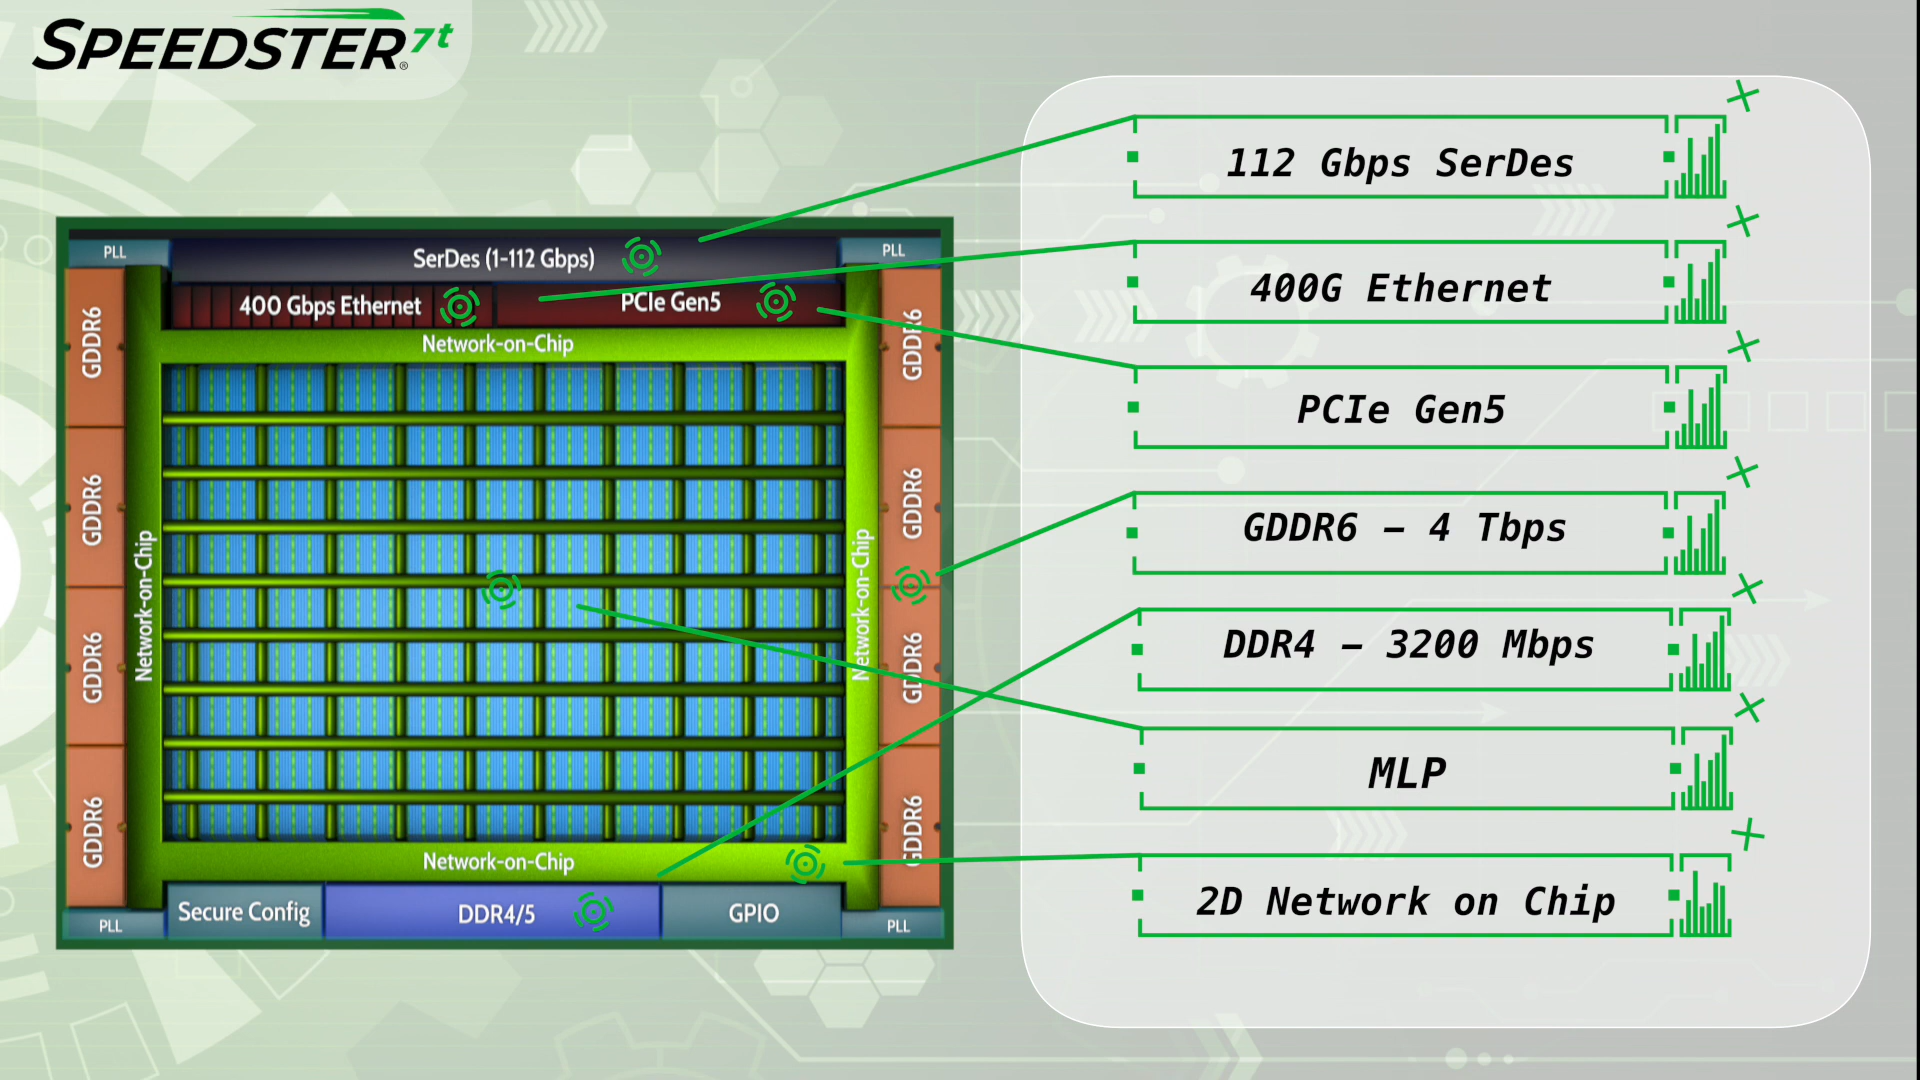 SPEEDSTER®7t
PLL
SerDes (1-112 Gbps)
PLL
400 Gbps Ethernet
PCIe Gen5
Network-on-Chip
GDDR6
GDDR6
GDDR6
GDDR6
Network-on-Chip
Network-on-Chip
GDDR6
GDDR6
GDDR6
GDDR6
Network-on-Chip
PLL
Secure Config
DDR4/5
GPIO
PLL
112 Gbps SerDes
400G Ethernet
PCIe Gen5
GDDR6 – 4 Tbps
DDR4 – 3200 Mbps
MLP
2D Network on Chip